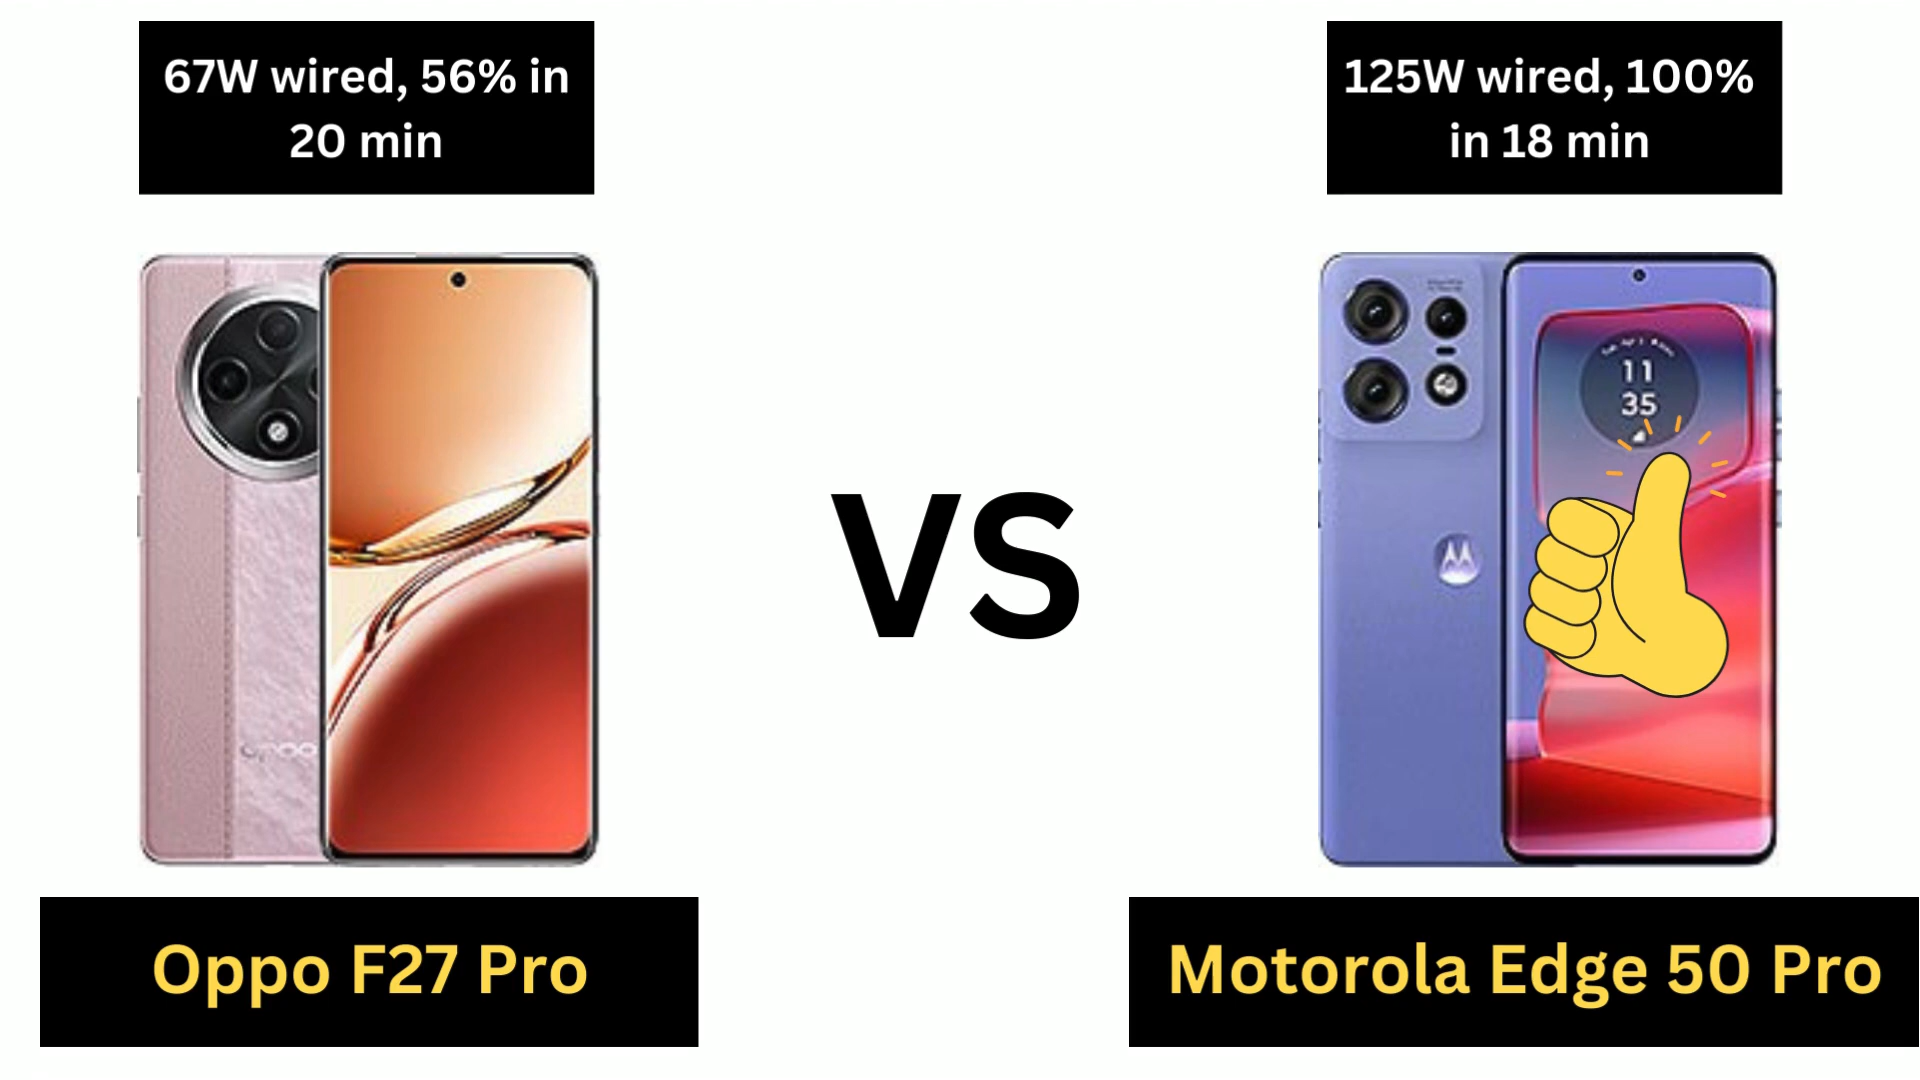 67W wired, 56% in
20 min
125W wired, 100%
in 18 min
11
35
VS
Oppo F27 Pro
Motorola Edge 50 Pro